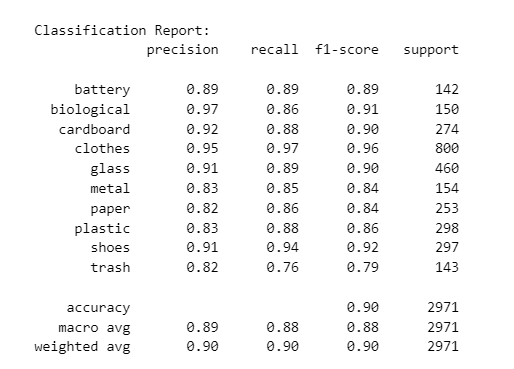 Classification Report:
precision recall f1-score support
battery 0.89 0.89 0.89 142
biological 0.97 0.86 0.91 150
cardboard 0.92 0.88 0.90 274
clothes 0.95 0.97 0.96 800
glass 0.91 0.89 0.90 460
metal 0.83 0.85 0.84 154
paper 0.82 0.86 0.84 253
plastic 0.83 0.88 0.86 298
shoes 0.91 0.94 0.92 297
trash 0.82 0.76 0.79 143
accuracy 0.90 2971
macro avg 0.89 0.88 0.88 2971
weighted avg 0.90 0.90 0.90 2971